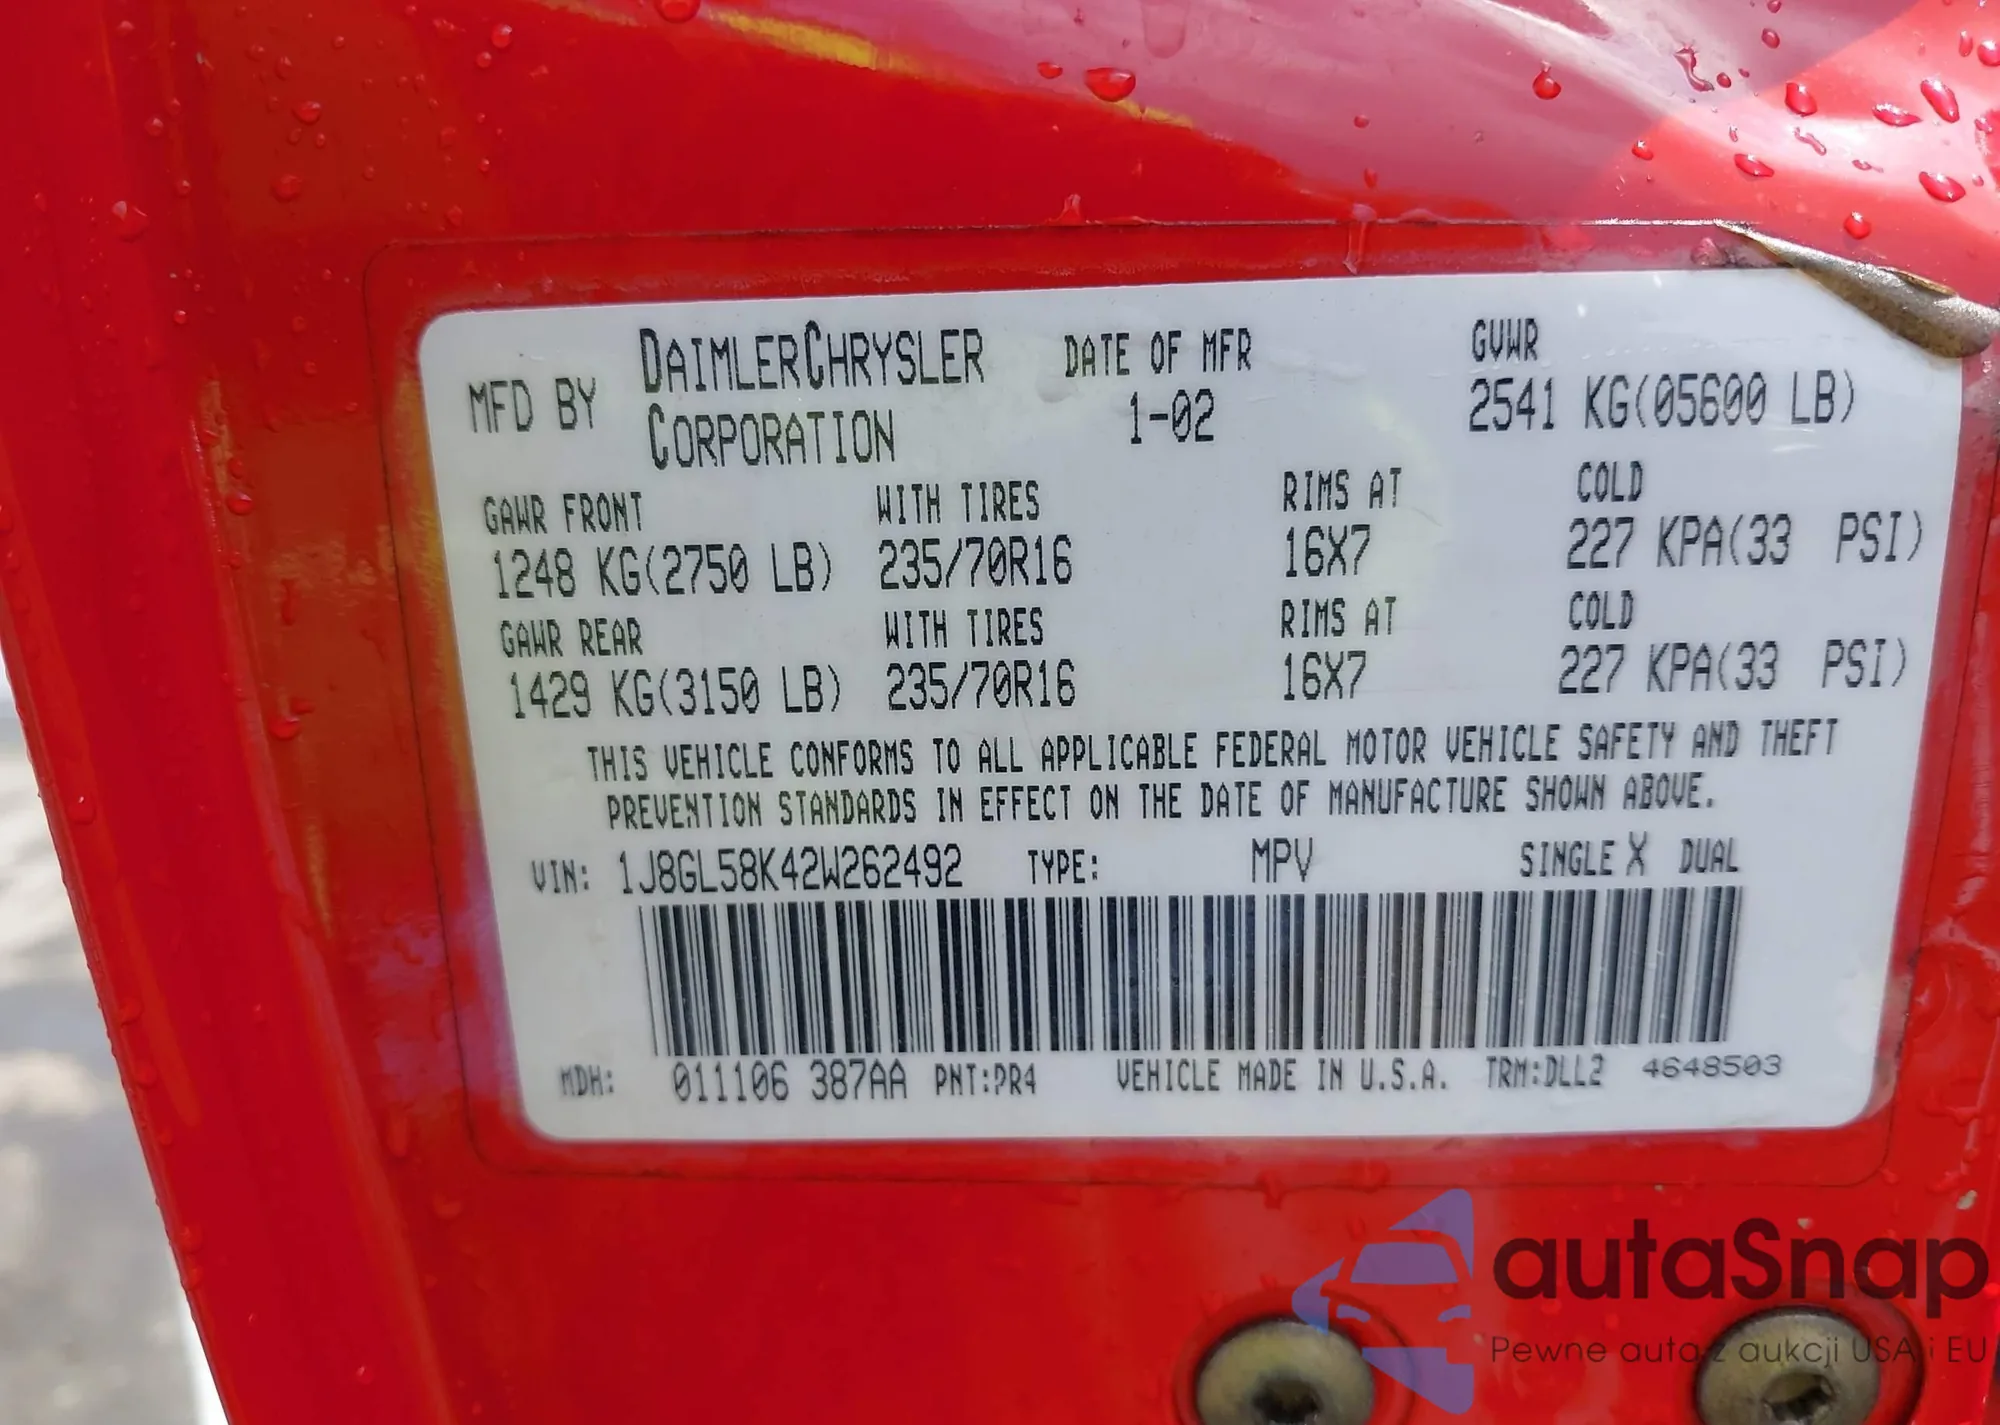 MFD BY DAIMLERCHRYSLER CORPORATION DATE OF MFR 1-02 GVWR 2541 KG(05600 LB)
GAWR FRONT WITH TIRES RIMS AT COLD
1248 KG(2750 LB) 235/70R16 16X7 227 KPA(33 PSI)
GAWR REAR WITH TIRES RIMS AT COLD
1429 KG(3150 LB) 235/70R16 16X7 227 KPA(33 PSI)
THIS VEHICLE CONFORMS TO ALL APPLICABLE FEDERAL MOTOR VEHICLE SAFETY AND THEFT
PREVENTION STANDARDS IN EFFECT ON THE DATE OF MANUFACTURE SHOWN ABOVE.
VIN: 1J8GL58K42W262492 TYPE: MPV SINGLE X DUAL
MDH: 011106 387AA PNT:PR4 VEHICLE MADE IN U.S.A. TRM:DLL2 4648503
autaSnap
Pewne auta z aukcji USA i EU